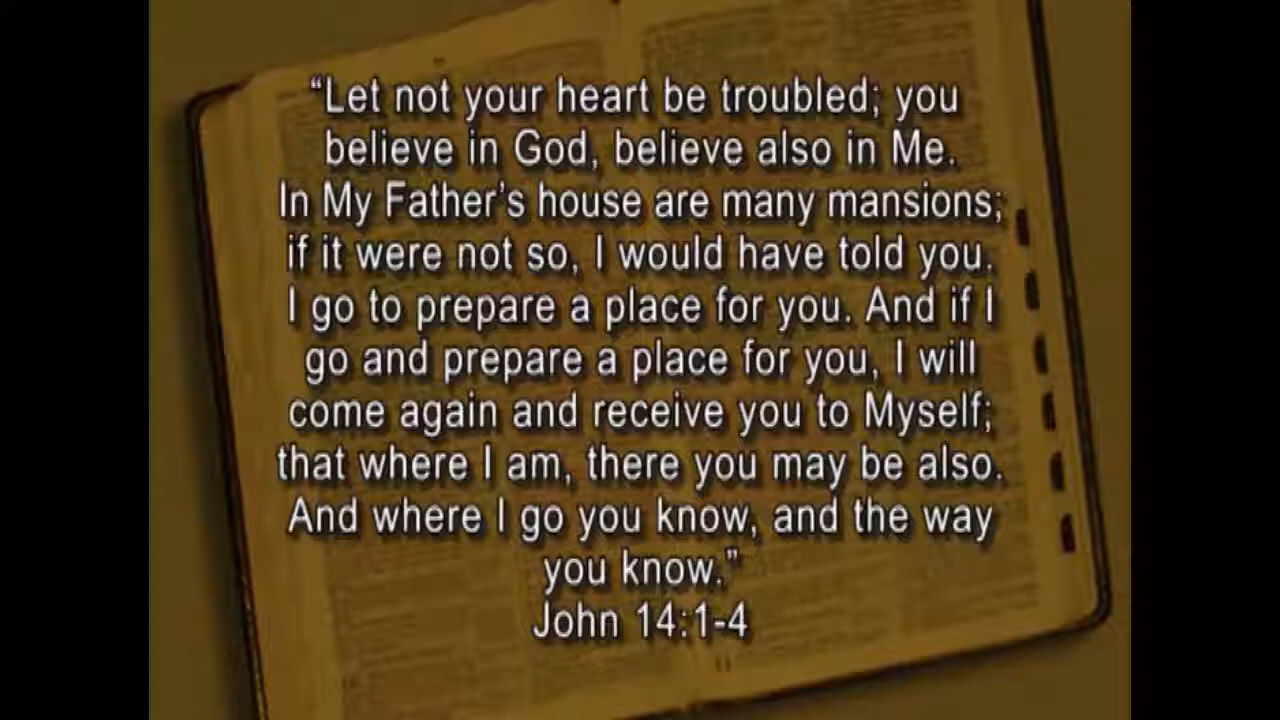 “Let not your heart be troubled; you
believe in God, believe also in Me.
In My Father’s house are many mansions;
if it were not so, I would have told you.
I go to prepare a place for you. And if I
go and prepare a place for you, I will
come again and receive you to Myself;
that where I am, there you may be also.
And where I go you know, and the way
you know.”
John 14:1-4